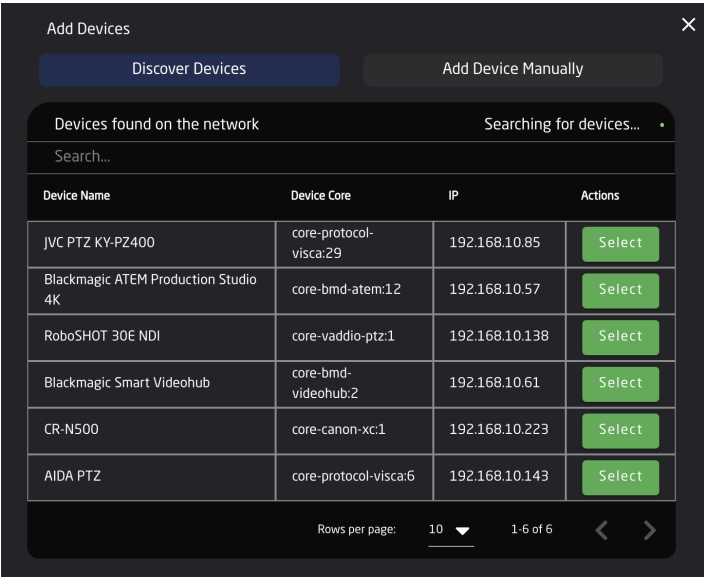 Add Devices
Discover Devices
Add Device Manually
Devices found on the network
Searching for devices...
Search...
Device Name Device Core IP Actions
JVC PTZ KY-PZ400 core-protocol-visca:29 192.168.10.85 Select
Blackmagic ATEM Production Studio 4K core-bmd-atem:12 192.168.10.57 Select
RoboSHOT 30E NDI core-vaddio-ptz:1 192.168.10.138 Select
Blackmagic Smart Videohub core-bmd-videohub:2 192.168.10.61 Select
CR-N500 core-canon-xc:1 192.168.10.223 Select
AIDA PTZ core-protocol-visca:6 192.168.10.143 Select
Rows per page: 10 1-6 of 6